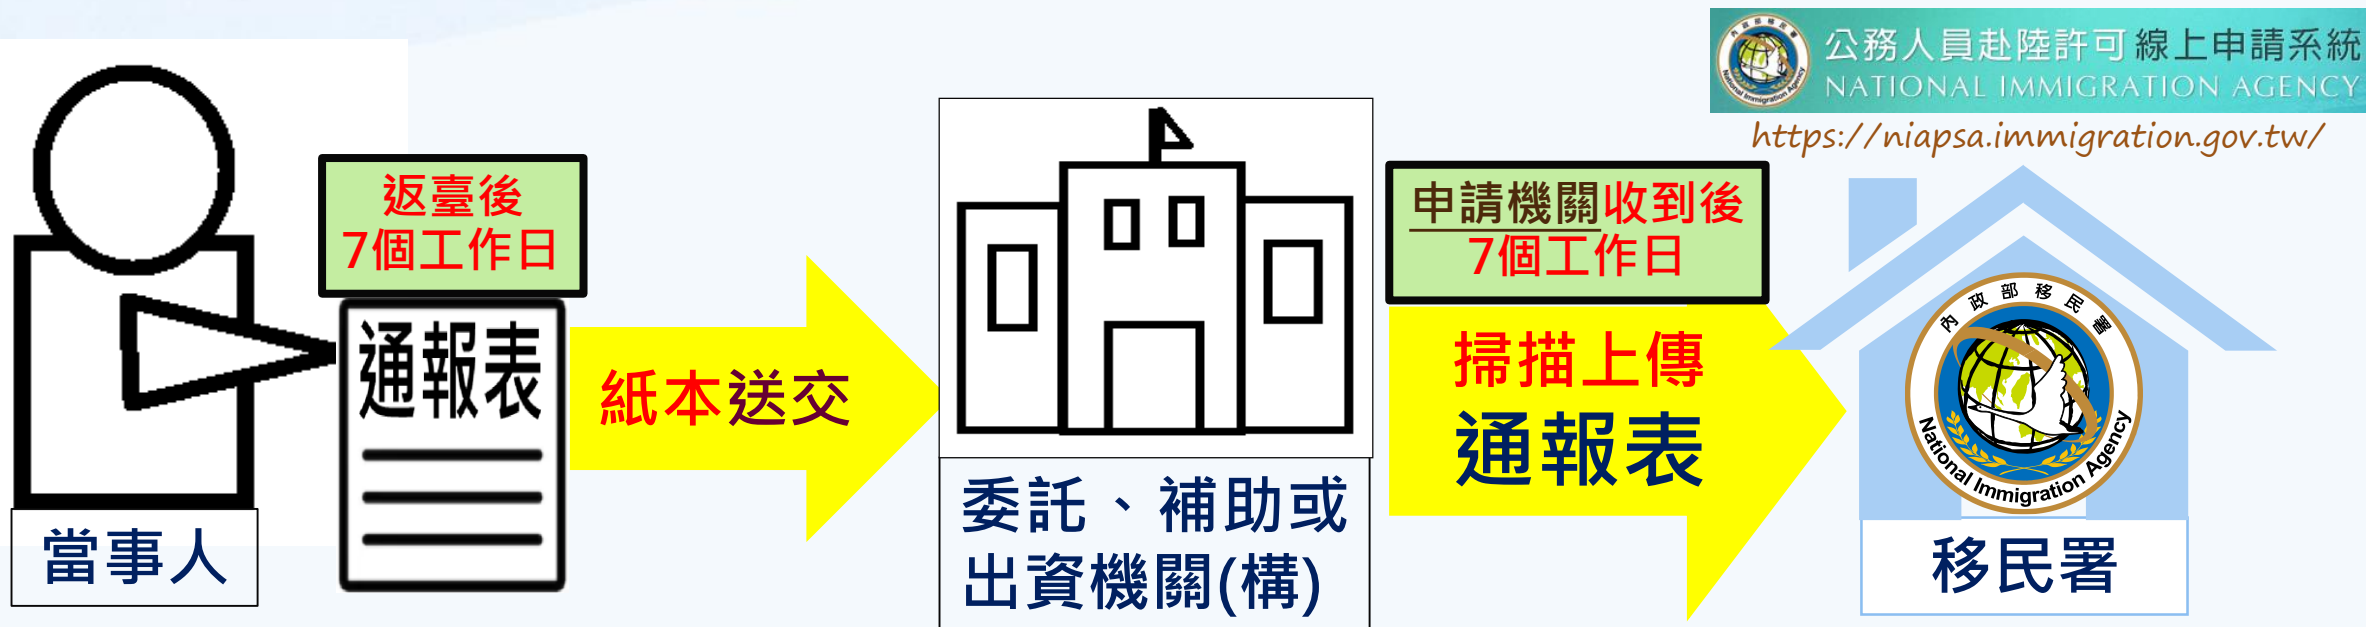 公務人員赴陸許可線上申請系統
NATIONAL IMMIGRATION AGENCY
https://niapsa.immigration.gov.tw/
返臺後
7個工作日
通報表
當事人
紙本送交
委託、補助或
出資機關(構)
申請機關收到後
7個工作日
掃描上傳
通報表
內政部移民署
National Immigration Agency
移民署